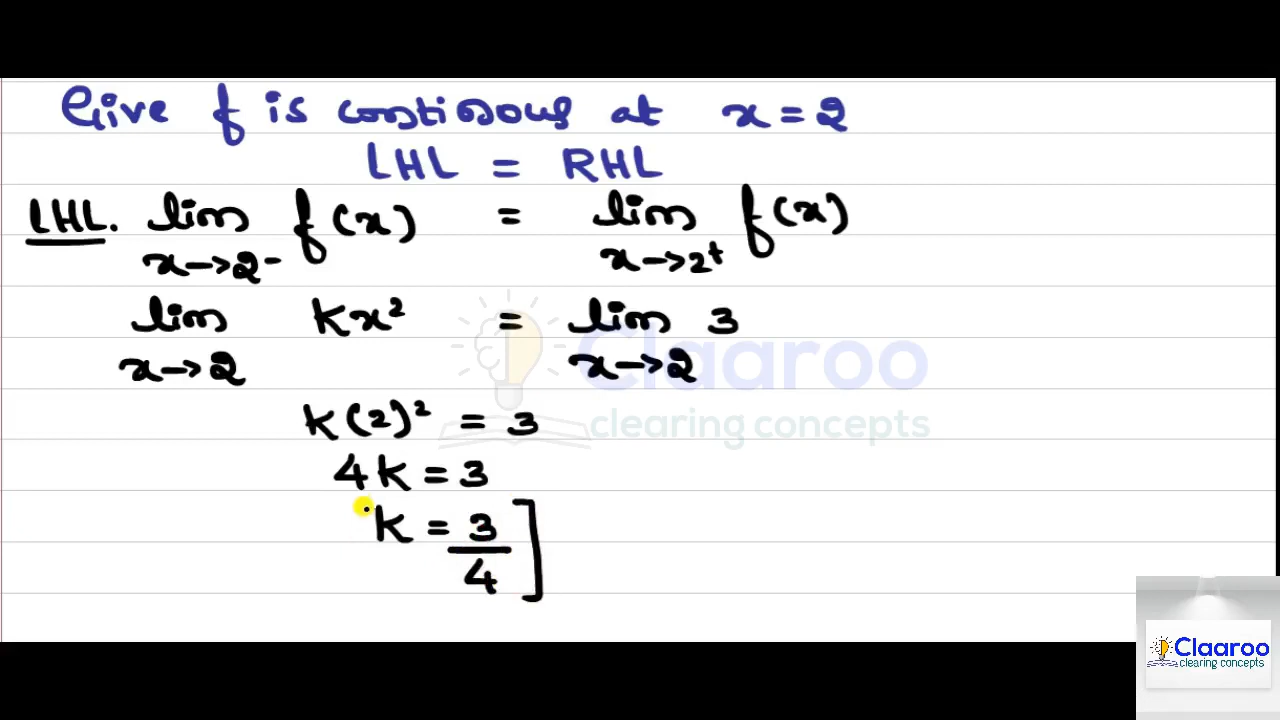 Give f is continuous at x = 2
LHL = RHL
LHL. lim f(x) = lim f(x)
x→2- x→2+
lim kx² = lim 3
x→2 x→2
k(2)² = 3
4k = 3
k = 3
4
Claaroo
clearing concepts
Claaroo
clearing concepts